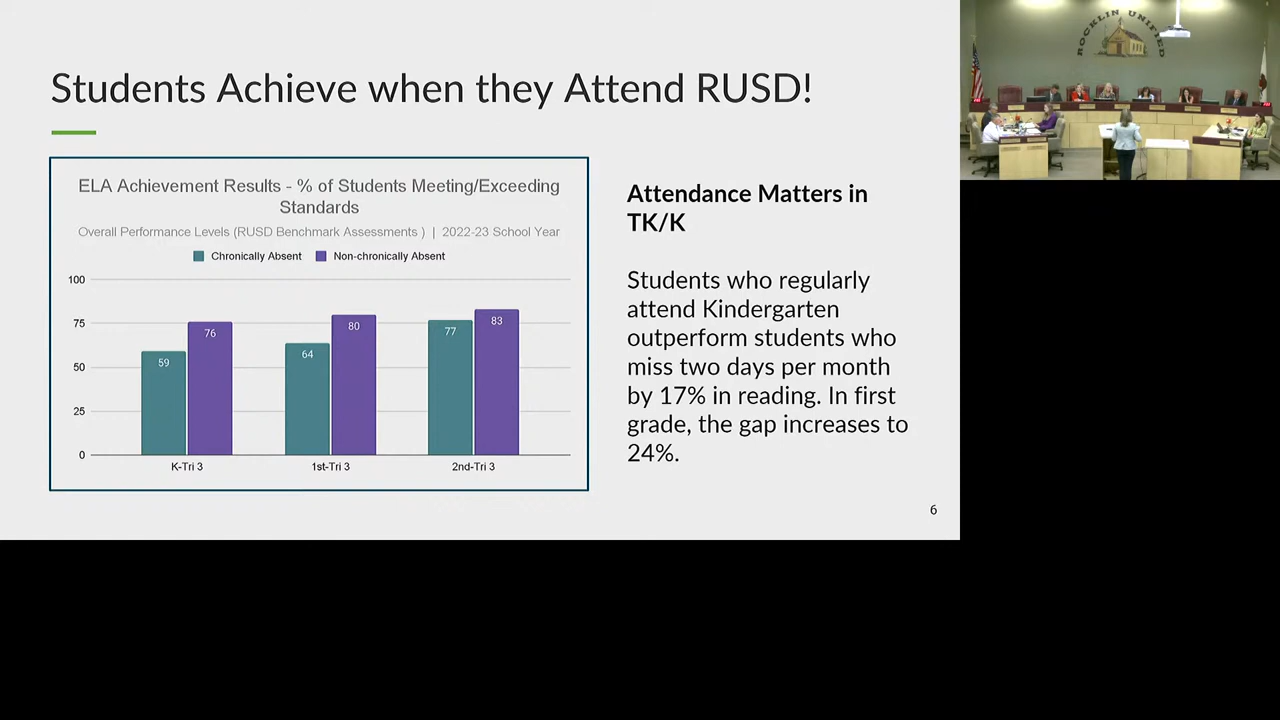 Students Achieve when they Attend RUSD!
ELA Achievement Results - % of Students Meeting/Exceeding
Standards
Overall Performance Levels (RUSD Benchmark Assessments ) | 2022-23 School Year
Chronically Absent
Non-chronically Absent
100
75
50
25
0
59
76
64
80
77
83
K-Tri 3
1st-Tri 3
2nd-Tri 3
Attendance Matters in
TK/K
Students who regularly
attend Kindergarten
outperform students who
miss two days per month
by 17% in reading. In first
grade, the gap increases to
24%.
6
ROCKLIN UNIFIED